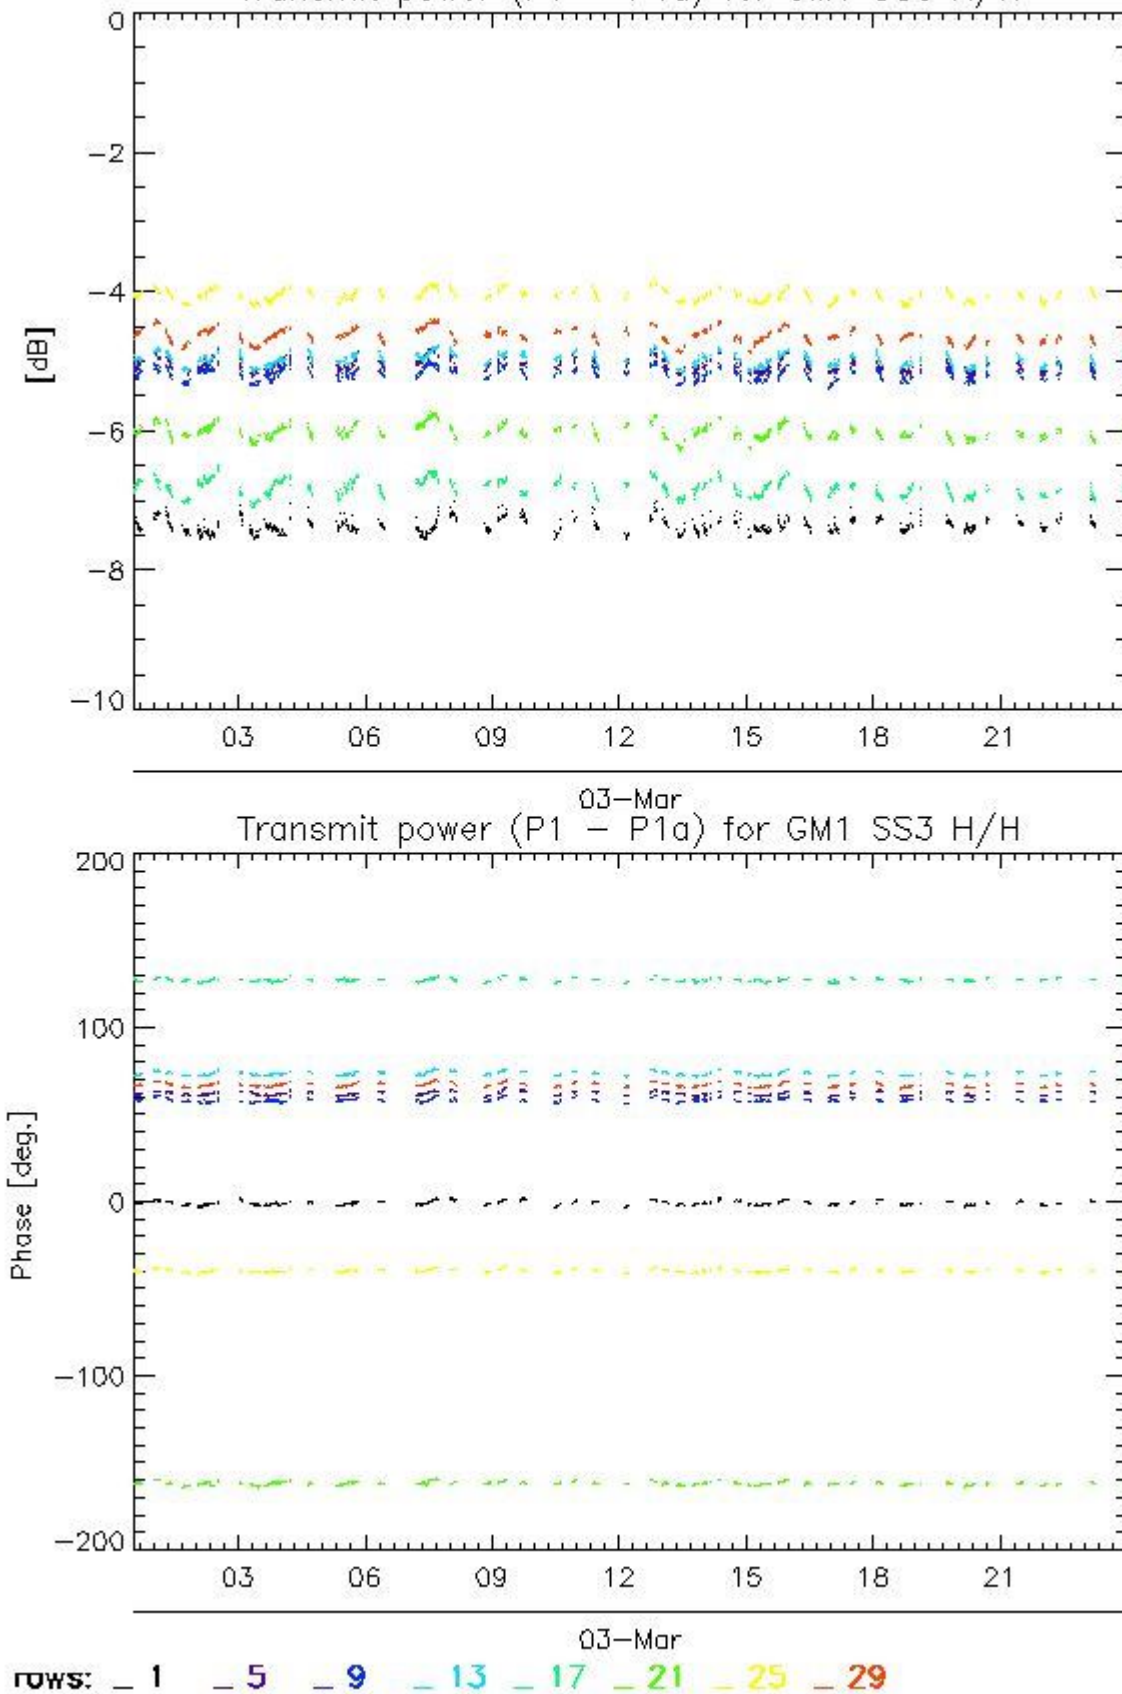 0
−2
−4
[dB]
−6
−8
−10
03 06 09 12 15 18 21
03-Mar
Transmit power (P1 − P1a) for GM1 SS3 H/H
200
100
Phase [deg.]
0
−100
−200
03 06 09 12 15 18 21
03-Mar
rows: _ 1 _ 5 _ 9 _ 13 _ 17 _ 21 _ 25 _ 29